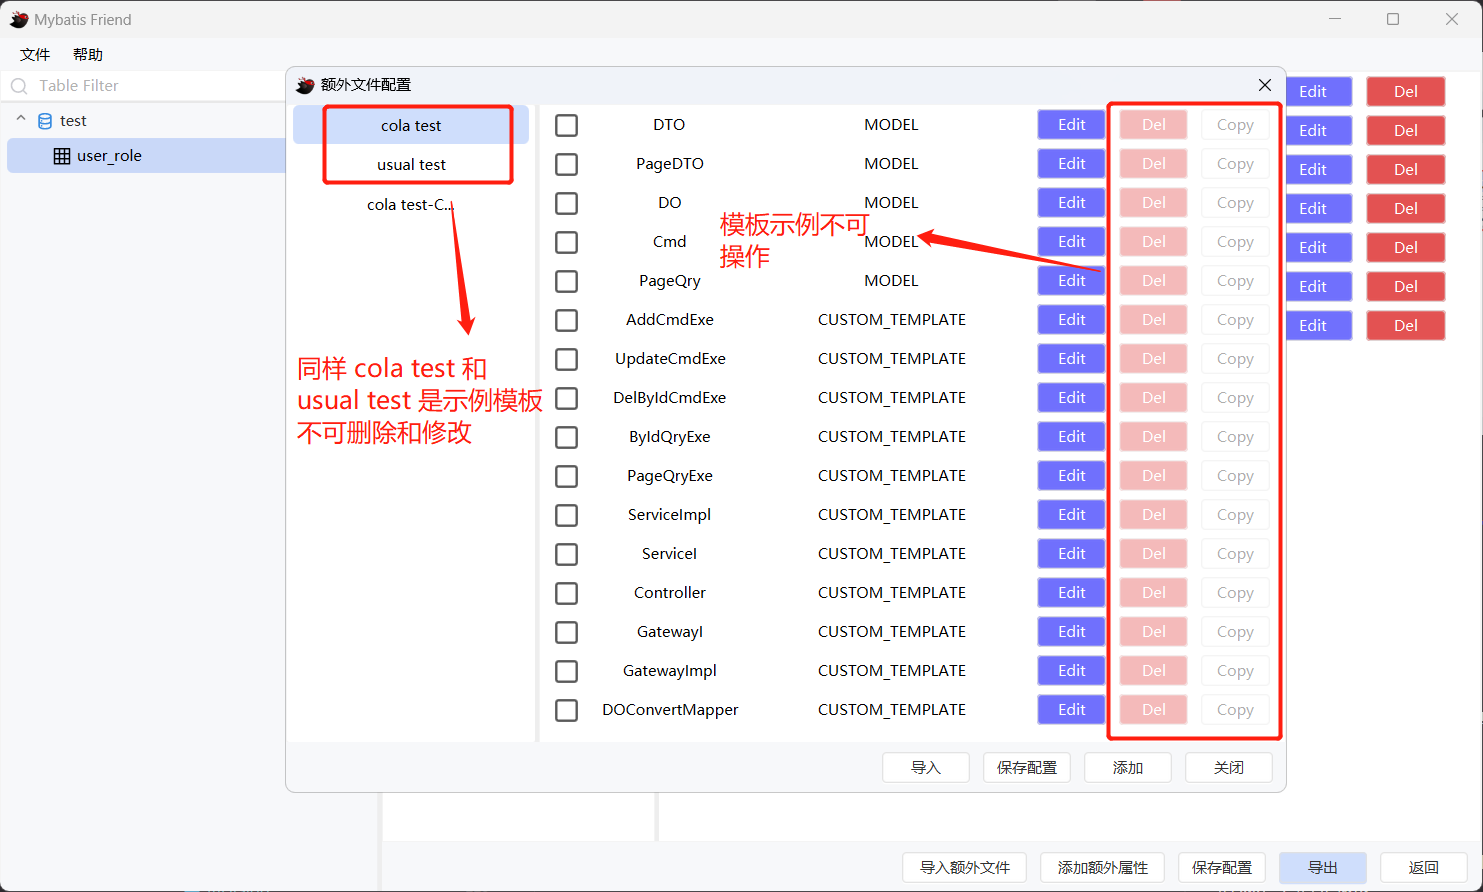 Mybatis Friend
文件 帮助
Table Filter
test
user_role
额外文件配置
cola test
usual test
cola test-C...
DTO MODEL Edit Del Copy
PageDTO MODEL Edit Del Copy
DO MODEL Edit Del Copy
Cmd MODEL Edit Del Copy
PageQry MODEL Edit Del Copy
AddCmdExe CUSTOM_TEMPLATE Edit Del Copy
UpdateCmdExe CUSTOM_TEMPLATE Edit Del Copy
DelByIdCmdExe CUSTOM_TEMPLATE Edit Del Copy
ByIdQryExe CUSTOM_TEMPLATE Edit Del Copy
PageQryExe CUSTOM_TEMPLATE Edit Del Copy
ServiceImpl CUSTOM_TEMPLATE Edit Del Copy
ServiceI CUSTOM_TEMPLATE Edit Del Copy
Controller CUSTOM_TEMPLATE Edit Del Copy
GatewayI CUSTOM_TEMPLATE Edit Del Copy
GatewayImpl CUSTOM_TEMPLATE Edit Del Copy
DOConvertMapper CUSTOM_TEMPLATE Edit Del Copy
模板示例不可
操作
同样 cola test 和
usual test 是示例模板
不可删除和修改
导入 保存配置 添加 关闭
Edit Del
Edit Del
Edit Del
Edit Del
Edit Del
Edit Del
Edit Del
导入额外文件 添加额外属性 保存配置 导出 返回